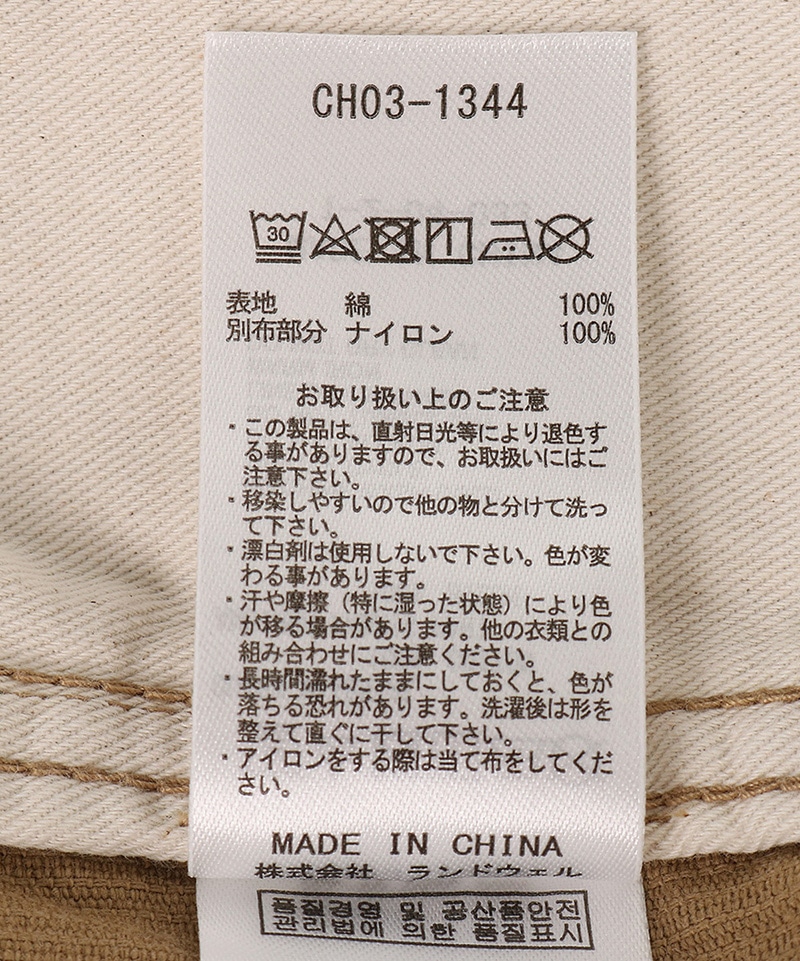 CH03-1344
30
表地 綿 100%
別布部分 ナイロン 100%
お取り扱い上のご注意
・この製品は、直射日光等により退色す
る事がありますので、お取扱いにはご
注意下さい。
・移染しやすいので他の物と分けて洗っ
て下さい。
・漂白剤は使用しないで下さい。色が変
わる事があります。
・汗や摩擦（特に湿った状態）により色
が移る場合があります。他の衣類との
組み合わせにご注意ください。
・長時間濡れたままにしておくと、色が
落ちる恐れがあります。洗濯後は形を
整えて直ぐに干して下さい。
・アイロンをする際は当て布をしてくだ
さい。
MADE IN CHINA
株式会社 ランドウェル
품질경영 및 공산품안전
관리법에 의한 품질표시